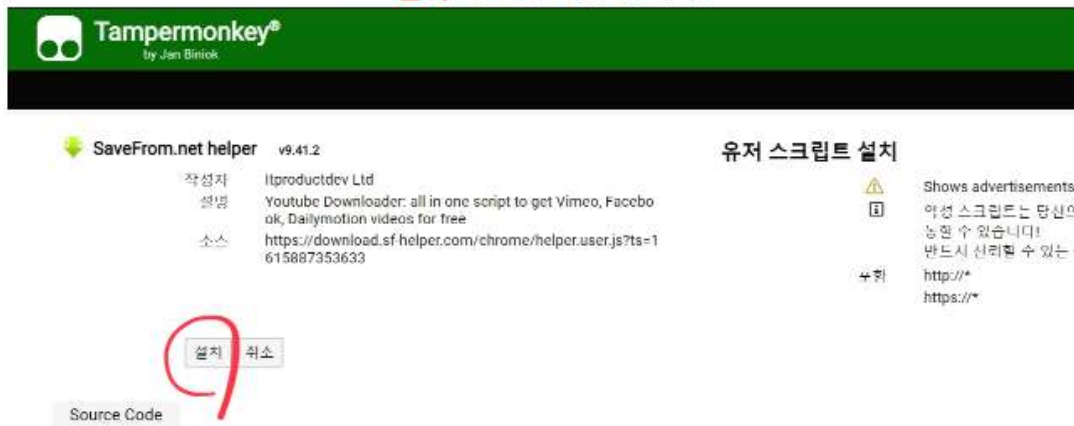 Tampermonkey®
by Jan Biniok
SaveFrom.net helper v9.41.2
작성자 Itproductdev Ltd
설명 Youtube Downloader: all in one script to get Vimeo, Facebo
ok, Dailymotion videos for free
소스 https://download.sf-helper.com/chrome/helper.user.js?ts=1
615887353633
설치 취소
Source Code
유저 스크립트 설치
Shows advertisements
악성 스크립트는 당신의
농할 수 있습니다!
반드시 신뢰할 수 있는
포함 http://*
https://*